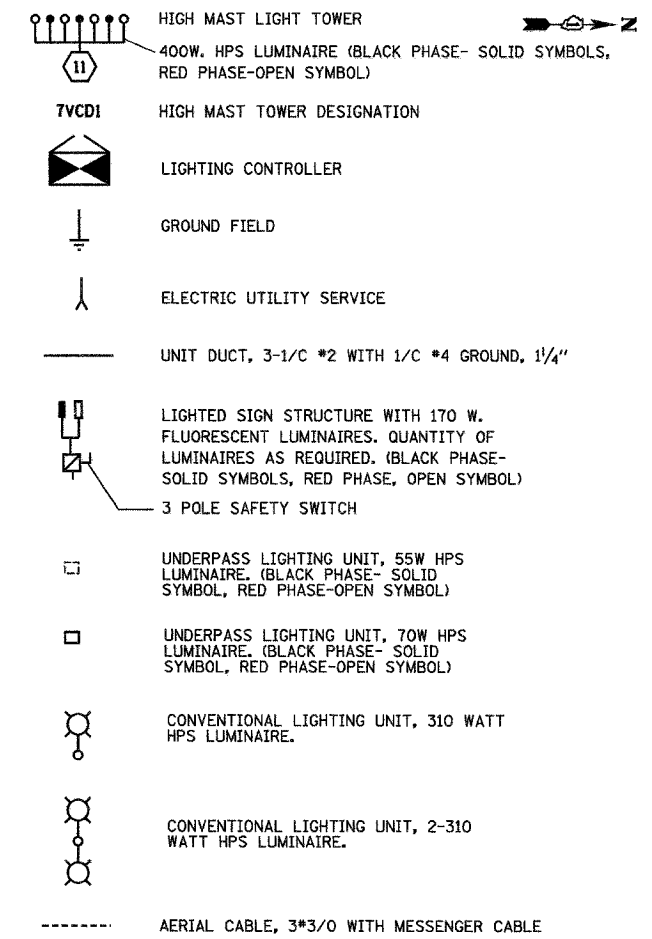 HIGH MAST LIGHT TOWER
N
400W. HPS LUMINAIRE (BLACK PHASE- SOLID SYMBOLS,
11
RED PHASE-OPEN SYMBOL)
7VCD1
HIGH MAST TOWER DESIGNATION
LIGHTING CONTROLLER
GROUND FIELD
ELECTRIC UTILITY SERVICE
UNIT DUCT, 3-1/C #2 WITH 1/C #4 GROUND, 1¼"
LIGHTED SIGN STRUCTURE WITH 170 W.
FLUORESCENT LUMINAIRES. QUANTITY OF
LUMINAIRES AS REQUIRED. (BLACK PHASE-
SOLID SYMBOLS, RED PHASE, OPEN SYMBOL)
3 POLE SAFETY SWITCH
UNDERPASS LIGHTING UNIT, 55W HPS
LUMINAIRE. (BLACK PHASE- SOLID
SYMBOL, RED PHASE-OPEN SYMBOL)
UNDERPASS LIGHTING UNIT, 70W HPS
LUMINAIRE. (BLACK PHASE- SOLID
SYMBOL, RED PHASE-OPEN SYMBOL)
CONVENTIONAL LIGHTING UNIT, 310 WATT
HPS LUMINAIRE.
CONVENTIONAL LIGHTING UNIT, 2-310
WATT HPS LUMINAIRE.
AERIAL CABLE, 3#3/0 WITH MESSENGER CABLE